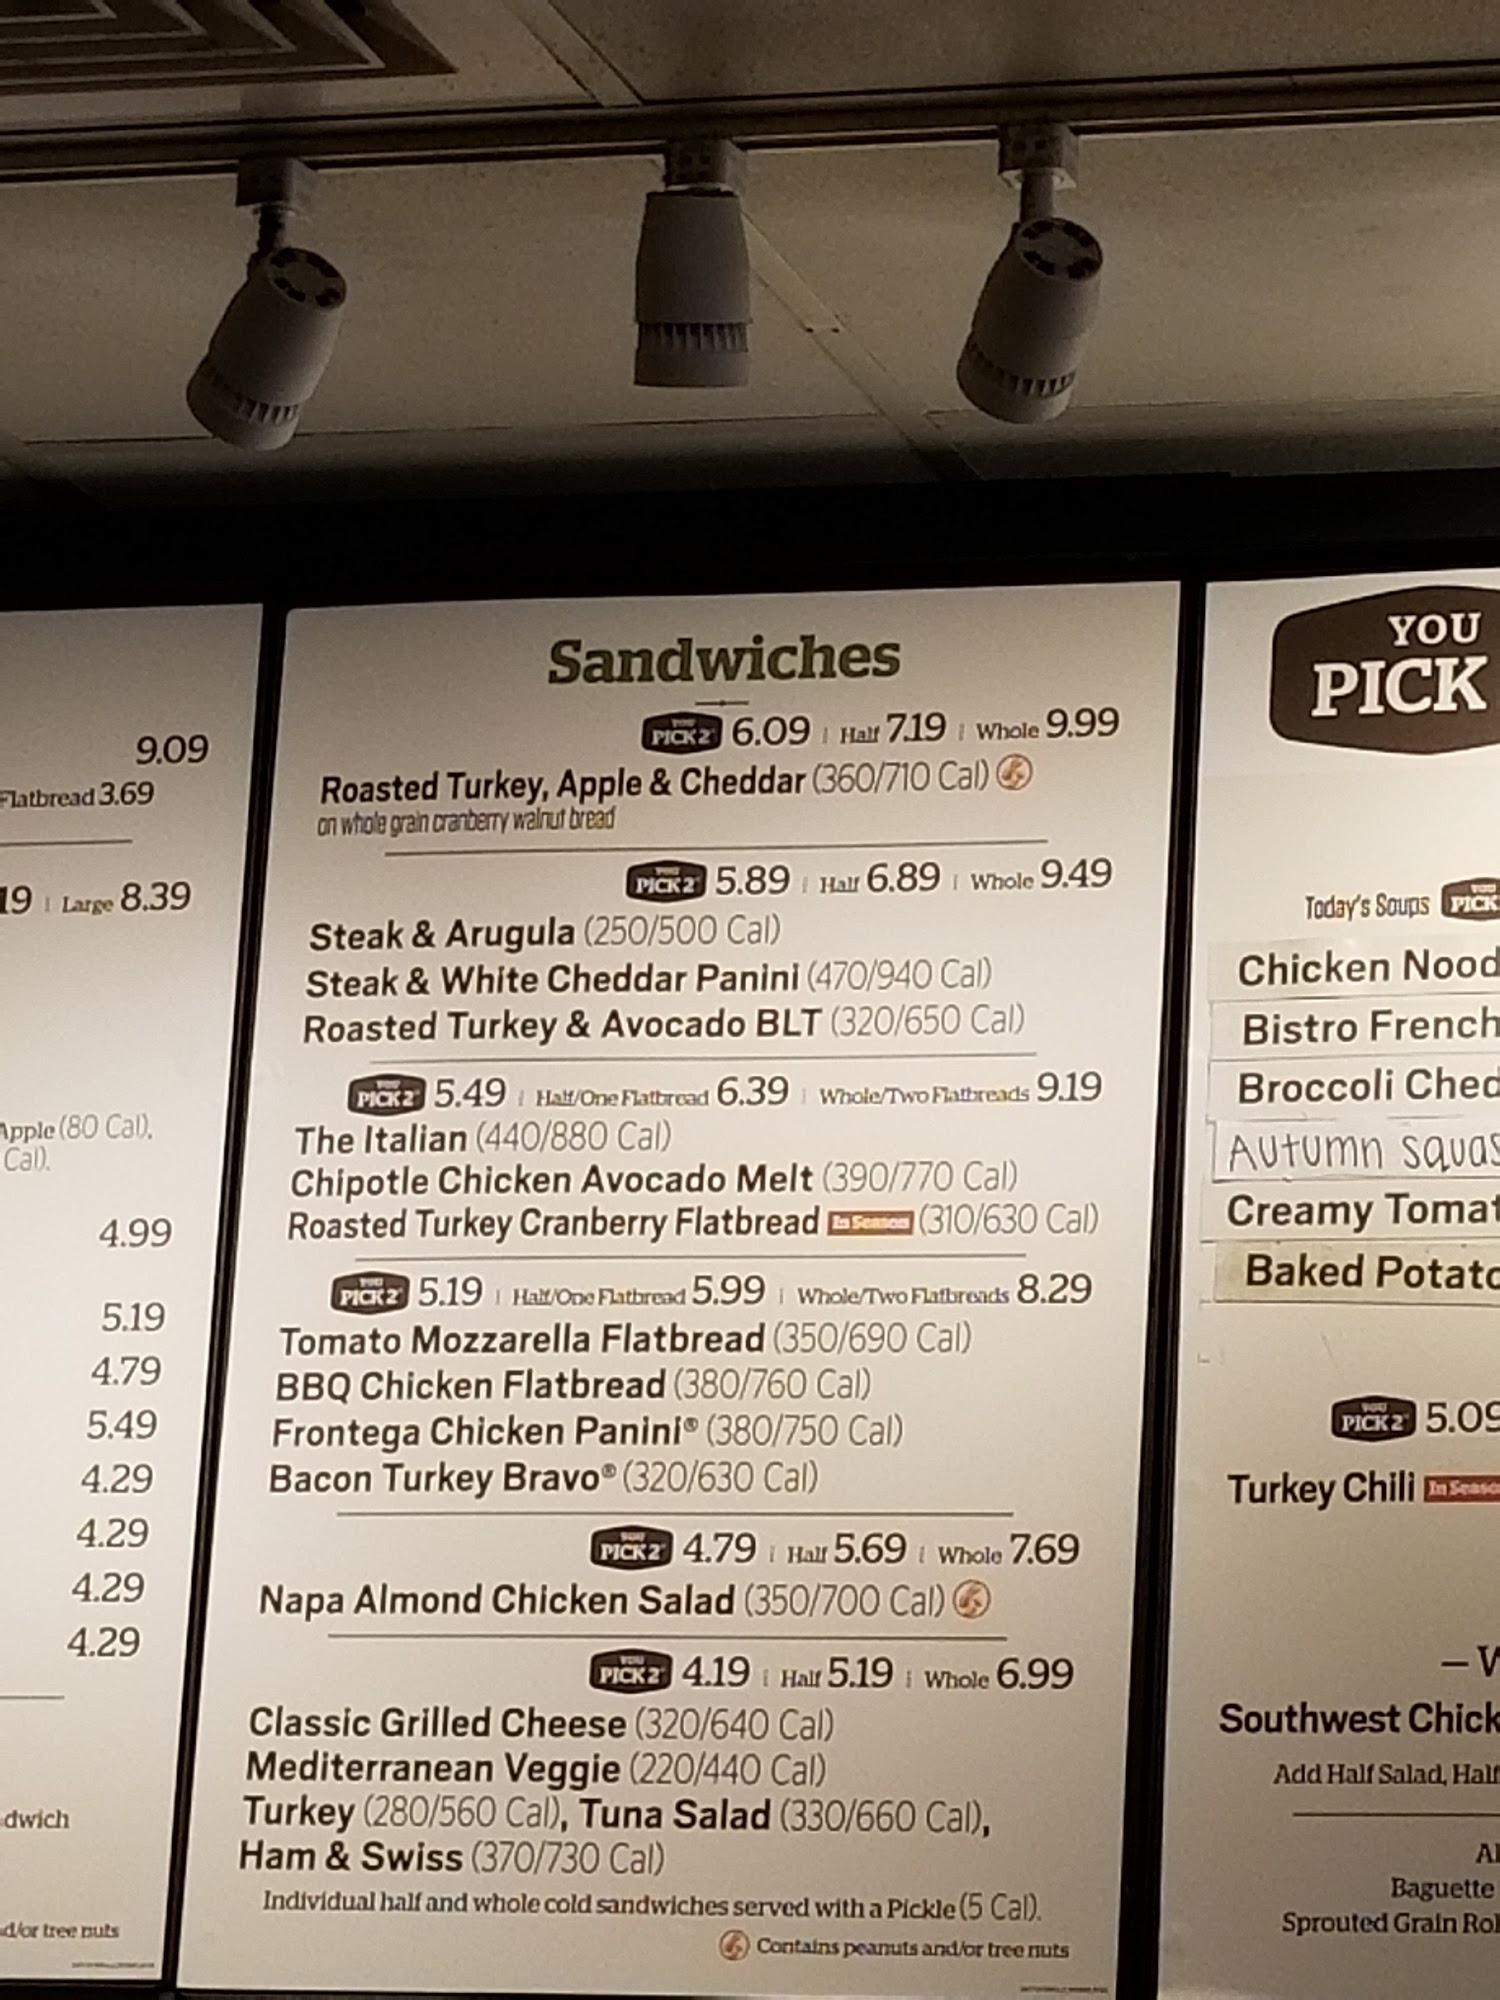 9.09
Flatbread 3.69
19 | Large 8.39
Apple (80 Cal),
Cal).
4.99
5.19
4.79
5.49
4.29
4.29
4.29
4.29
dwich
d/or tree nuts
Sandwiches
YOU PICK 2 6.09 | Half 7.19 | Whole 9.99
Roasted Turkey, Apple & Cheddar (360/710 Cal)
on whole grain cranberry walnut bread
YOU PICK 2 5.89 | Half 6.89 | Whole 9.49
Steak & Arugula (250/500 Cal)
Steak & White Cheddar Panini (470/940 Cal)
Roasted Turkey & Avocado BLT (320/650 Cal)
YOU PICK 2 5.49 | Half/One Flatbread 6.39 | Whole/Two Flatbreads 9.19
The Italian (440/880 Cal)
Chipotle Chicken Avocado Melt (390/770 Cal)
Roasted Turkey Cranberry Flatbread In Season (310/630 Cal)
YOU PICK 2 5.19 | Half/One Flatbread 5.99 | Whole/Two Flatbreads 8.29
Tomato Mozzarella Flatbread (350/690 Cal)
BBQ Chicken Flatbread (380/760 Cal)
Frontega Chicken Panini® (380/750 Cal)
Bacon Turkey Bravo® (320/630 Cal)
YOU PICK 2 4.79 | Half 5.69 | Whole 7.69
Napa Almond Chicken Salad (350/700 Cal)
YOU PICK 2 4.19 | Half 5.19 | Whole 6.99
Classic Grilled Cheese (320/640 Cal)
Mediterranean Veggie (220/440 Cal)
Turkey (280/560 Cal), Tuna Salad (330/660 Cal),
Ham & Swiss (370/730 Cal)
Individual half and whole cold sandwiches served with a Pickle (5 Cal).
Contains peanuts and/or tree nuts
YOU
PICK
Today's Soups YOU PICK
Chicken Nood
Bistro French
Broccoli Ched
Autumn Squas
Creamy Tomat
Baked Potato
YOU PICK 2 5.09
Turkey Chili In Seaso
– W
Southwest Chick
Add Half Salad, Half
Al
Baguette
Sprouted Grain Rol